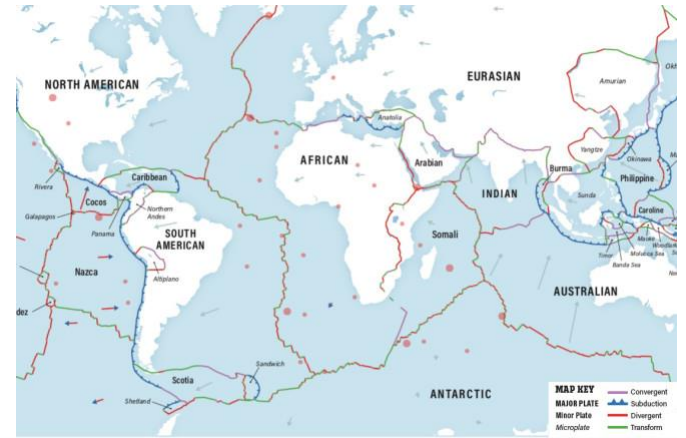 NORTH AMERICAN
EURASIAN
Amurian
Anatolia
Yangtze
Okinawa
AFRICAN
Arabian
Burma
Philippine
Rivera
Caribbean
Cocos
INDIAN
Sunda
Caroline
Galapagos
Northern
Andes
Panama
SOUTH
AMERICAN
Somali
Timor
Molucca Sea
Banda Sea
Nazca
Altiplano
AUSTRALIAN
dez
Scotia
Sandwich
Shetland
ANTARCTIC
MAP KEY
MAJOR PLATE
Minor Plate
Microplate
Convergent
Subduction
Divergent
Transform